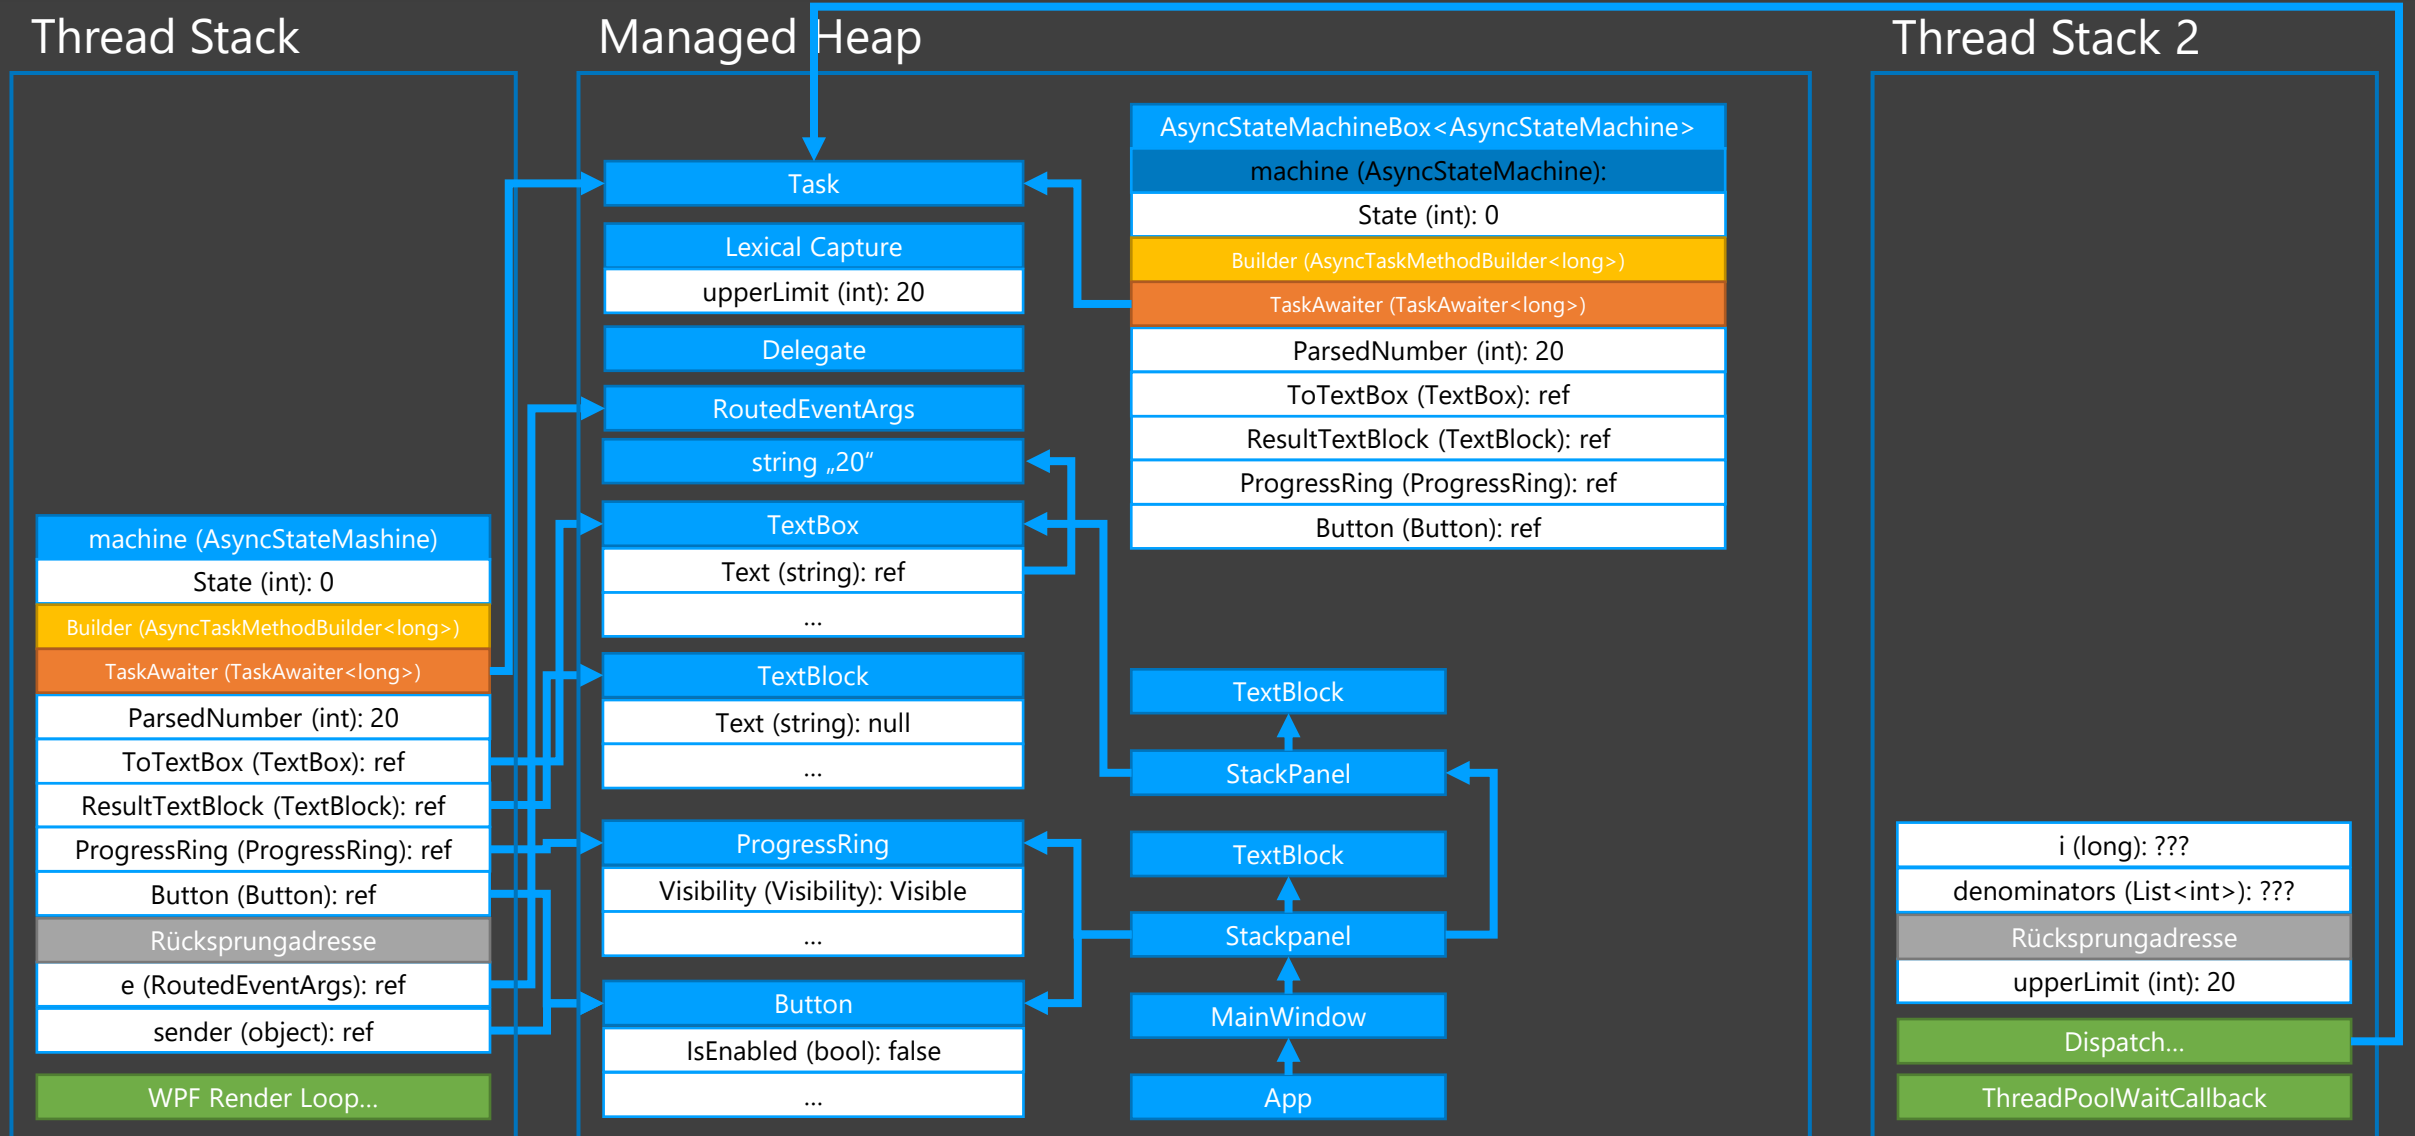 Thread Stack
machine (AsyncStateMashine)
State (int): 0
Builder (AsyncTaskMethodBuilder<long>)
TaskAwaiter (TaskAwaiter<long>)
ParsedNumber (int): 20
ToTextBox (TextBox): ref
ResultTextBlock (TextBlock): ref
ProgressRing (ProgressRing): ref
Button (Button): ref
Rücksprungadresse
e (RoutedEventArgs): ref
sender (object): ref
WPF Render Loop...
Managed Heap
Task
Lexical Capture
upperLimit (int): 20
Delegate
RoutedEventArgs
string „20“
TextBox
Text (string): ref
...
TextBlock
Text (string): null
...
ProgressRing
Visibility (Visibility): Visible
...
Button
IsEnabled (bool): false
...
AsyncStateMachineBox<AsyncStateMachine>
machine (AsyncStateMachine):
State (int): 0
Builder (AsyncTaskMethodBuilder<long>)
TaskAwaiter (TaskAwaiter<long>)
ParsedNumber (int): 20
ToTextBox (TextBox): ref
ResultTextBlock (TextBlock): ref
ProgressRing (ProgressRing): ref
Button (Button): ref
TextBlock
StackPanel
TextBlock
Stackpanel
MainWindow
App
Thread Stack 2
i (long): ???
denominators (List<int>): ???
Rücksprungadresse
upperLimit (int): 20
Dispatch...
ThreadPoolWaitCallback